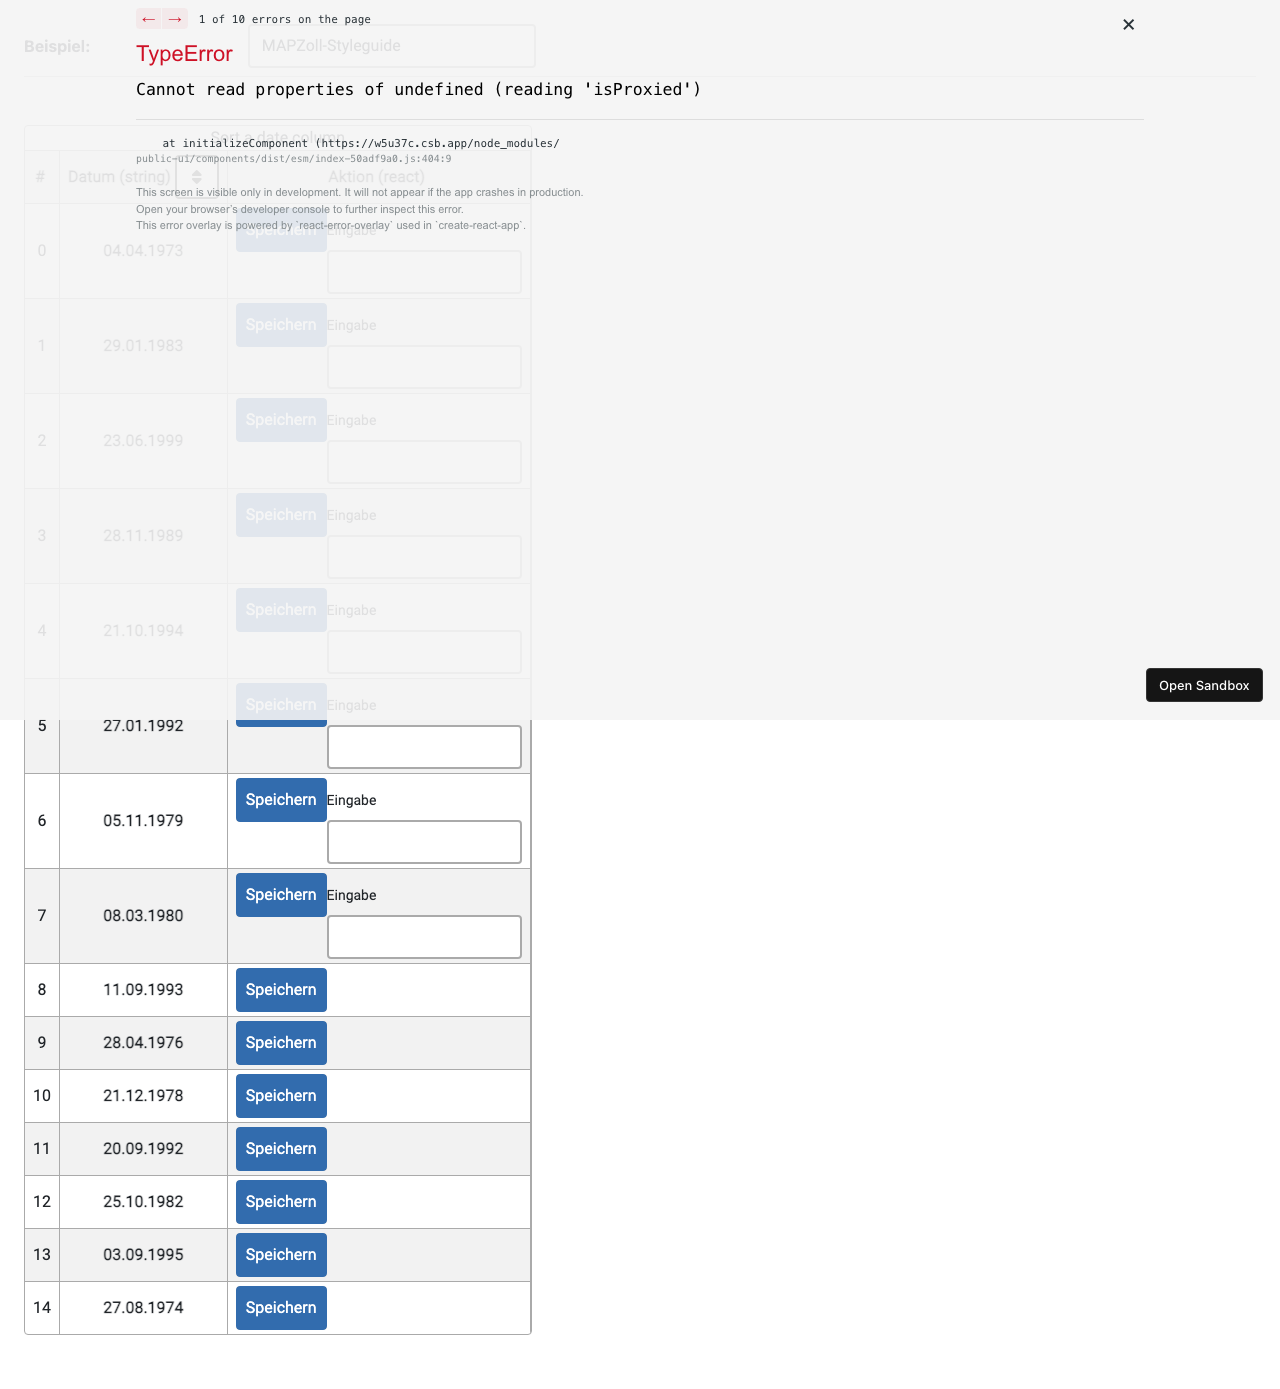 ← → 1 of 10 errors on the page
×
Beispiel: MAPZoll-Styleguide
TypeError
Cannot read properties of undefined (reading 'isProxied')
Sort a date column
at initializeComponent (https://w5u37c.csb.app/node_modules/
public-ui/components/dist/esm/index-50adf9a0.js:404:9
# Datum (string) Aktion (react)
This screen is visible only in development. It will not appear if the app crashes in production.
Open your browser's developer console to further inspect this error.
This error overlay is powered by `react-error-overlay` used in `create-react-app`.
0 04.04.1973 Speichern Eingabe
1 29.01.1983 Speichern Eingabe
2 23.06.1999 Speichern Eingabe
3 28.11.1989 Speichern Eingabe
4 21.10.1994 Speichern Eingabe
Open Sandbox
5 27.01.1992 Speichern Eingabe
6 05.11.1979 Speichern Eingabe
7 08.03.1980 Speichern Eingabe
8 11.09.1993 Speichern
9 28.04.1976 Speichern
10 21.12.1978 Speichern
11 20.09.1992 Speichern
12 25.10.1982 Speichern
13 03.09.1995 Speichern
14 27.08.1974 Speichern